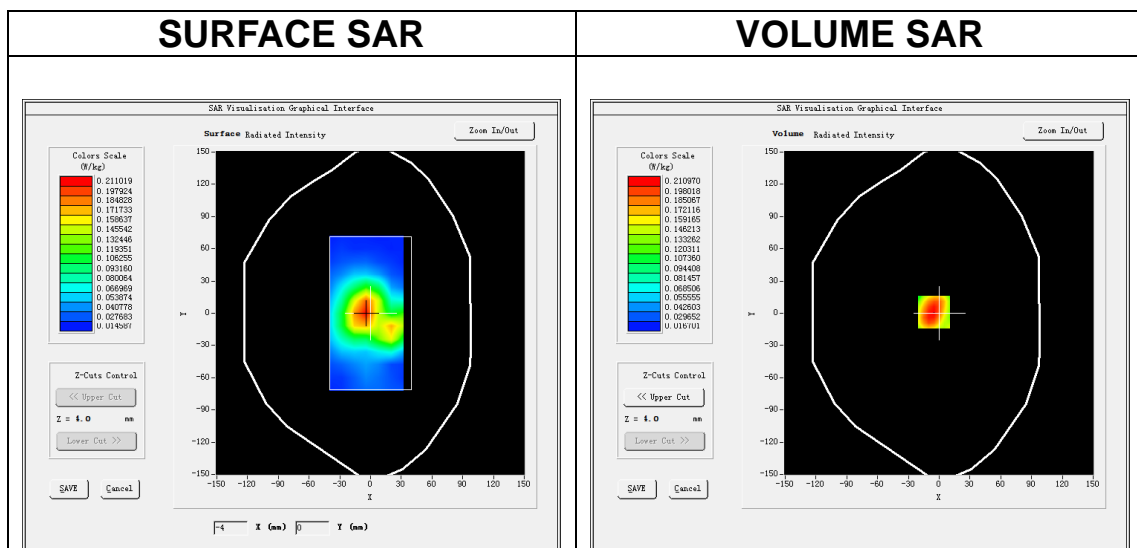 SURFACE SAR
SAR Visualisation Graphical Interface
Surface Radiated Intensity
Zoom In/Out
Colors Scale
(W/kg)
0.211019
0.197924
0.184828
0.171733
0.158637
0.145542
0.132446
0.119351
0.106255
0.093160
0.080064
0.066969
0.053874
0.040778
0.027683
0.014587
Z-Cuts Control
<< Upper Cut
Z = 4.0 mm
Lower Cut >>
SAVE Cancel
150
120
90
60
30
0
-30
-60
-90
-120
-150
Y
-150 -120 -90 -60 -30 0 30 60 90 120 150
X
-4 X (mm) 0 Y (mm)
VOLUME SAR
SAR Visualisation Graphical Interface
Volume Radiated Intensity
Zoom In/Out
Colors Scale
(W/kg)
0.210970
0.198018
0.185067
0.172116
0.159165
0.146213
0.133262
0.120311
0.107360
0.094408
0.081457
0.068506
0.055555
0.042603
0.029652
0.016701
Z-Cuts Control
<< Upper Cut
Z = 4.0 mm
Lower Cut >>
SAVE Cancel
150
120
90
60
30
0
-30
-60
-90
-120
-150
Y
-150 -120 -90 -60 -30 0 30 60 90 120 150
X